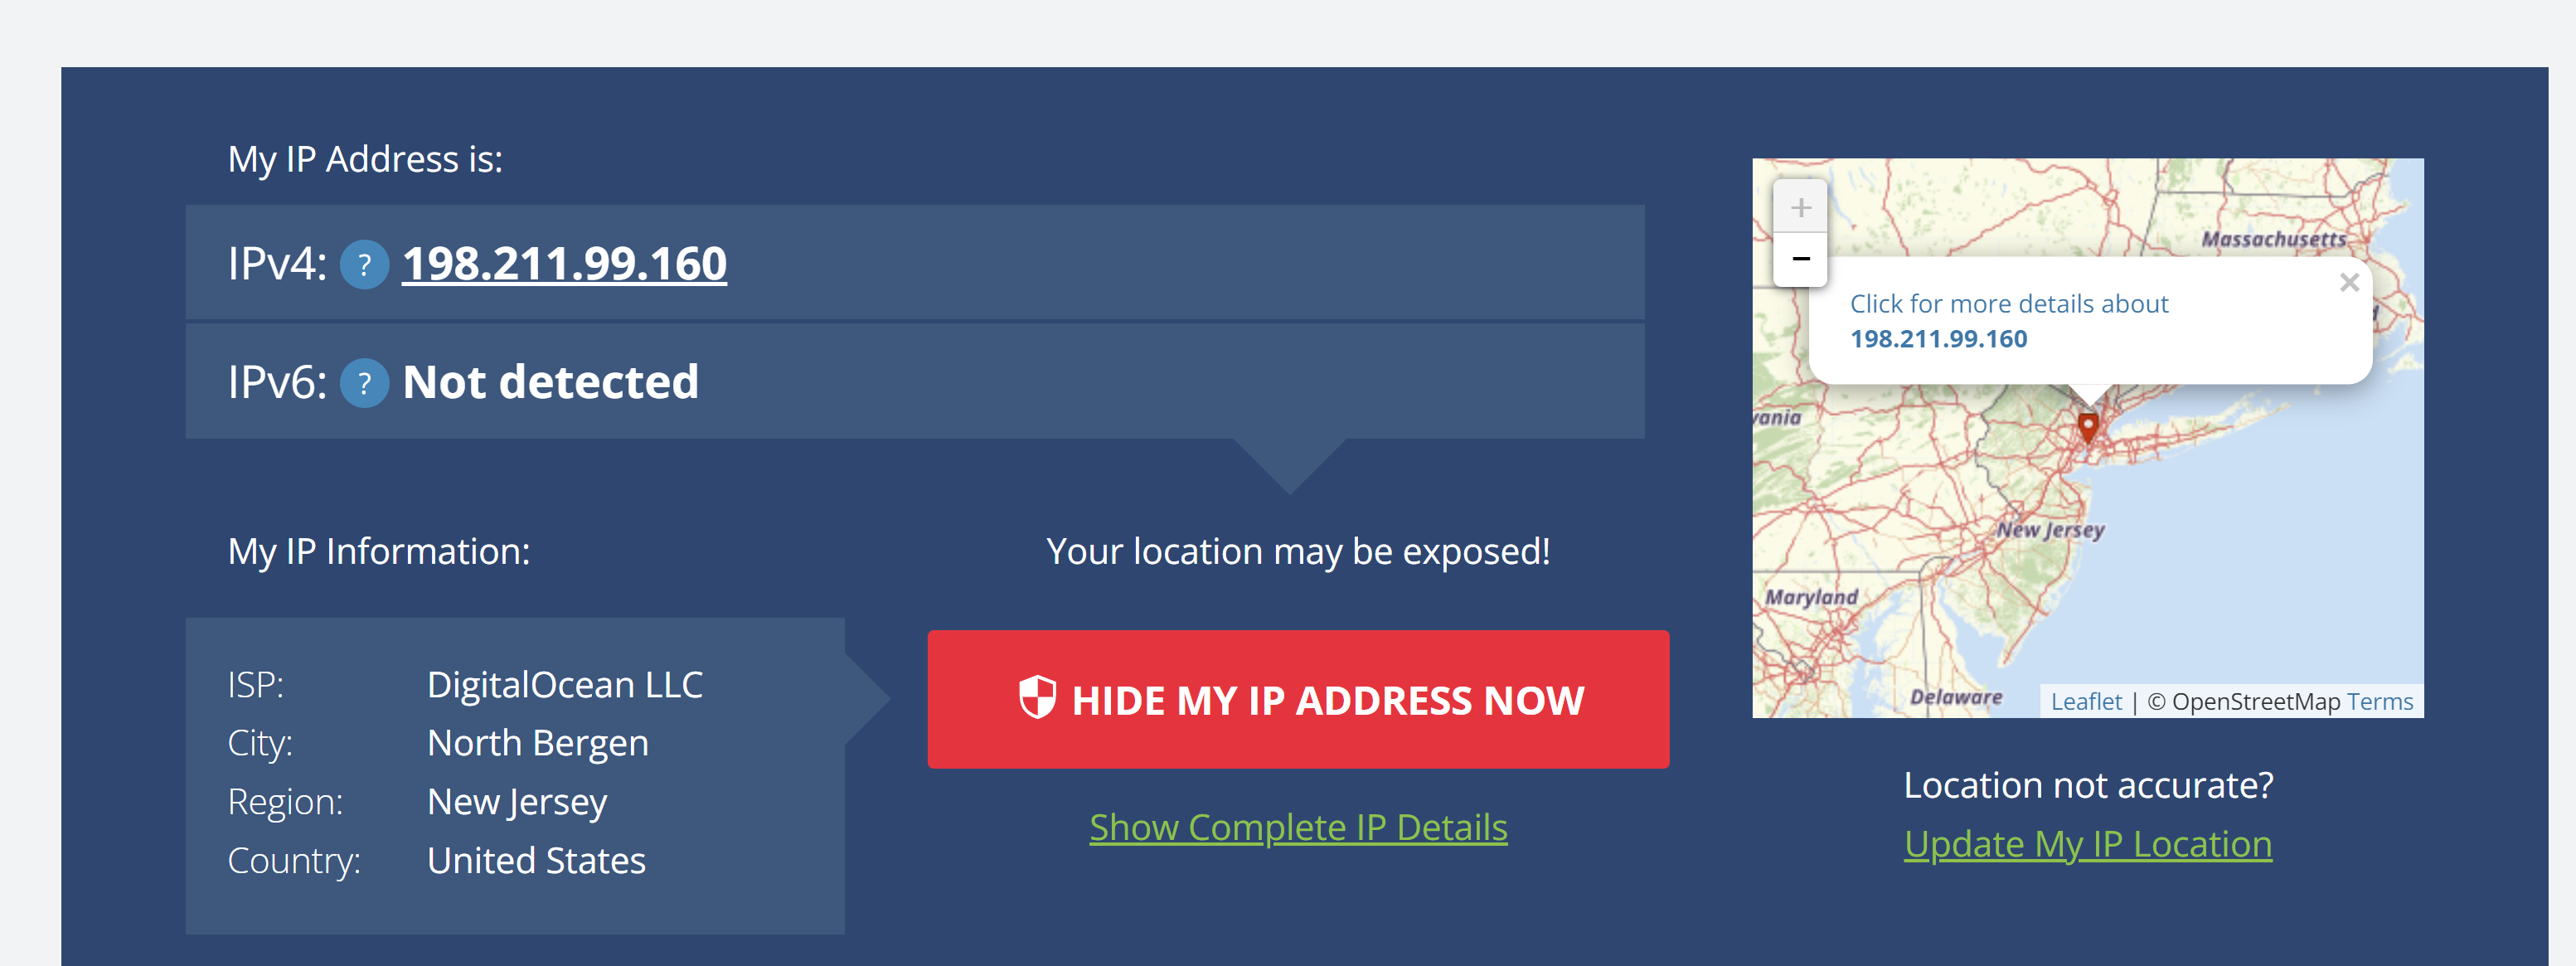 My IP Address is:
IPv4: ? 198.211.99.160
IPv6: ? Not detected
My IP Information:
ISP: DigitalOcean LLC
City: North Bergen
Region: New Jersey
Country: United States
Your location may be exposed!
HIDE MY IP ADDRESS NOW
Show Complete IP Details
+
−
Massachusetts
×
Click for more details about
198.211.99.160
vania
New Jersey
Maryland
Delaware
Leaflet | © OpenStreetMap Terms
Location not accurate?
Update My IP Location